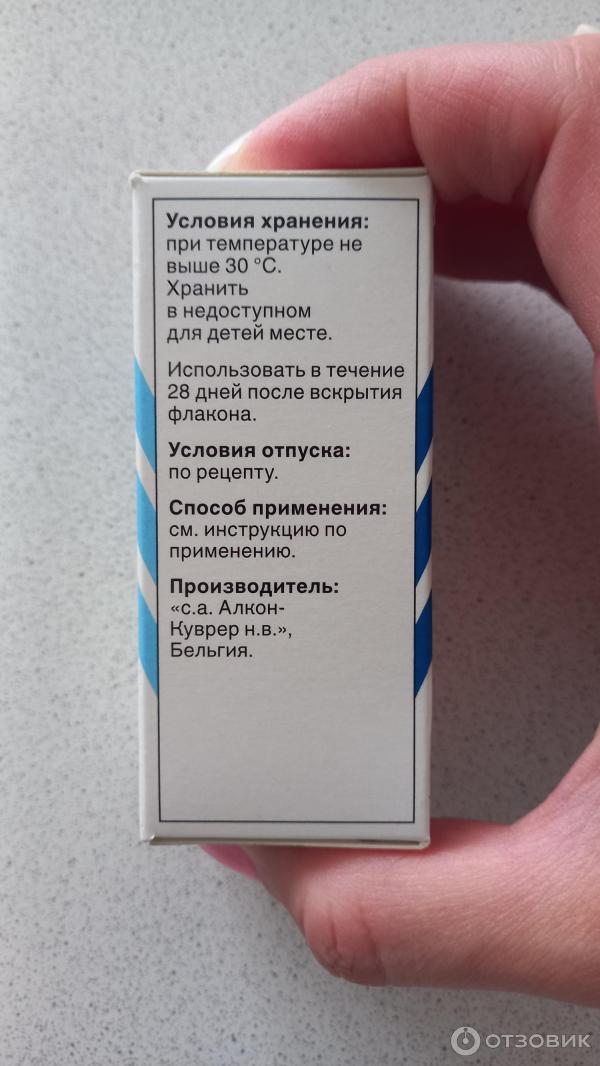 Условия хранения:
при температуре не
выше 30 °C.
Хранить
в недоступном
для детей месте.
Использовать в течение
28 дней после вскрытия
флакона.
Условия отпуска:
по рецепту.
Способ применения:
см. инструкцию по
применению.
Производитель:
«с.а. Алкон-
Куврер н.в.»,
Бельгия.
ОТЗОВИК